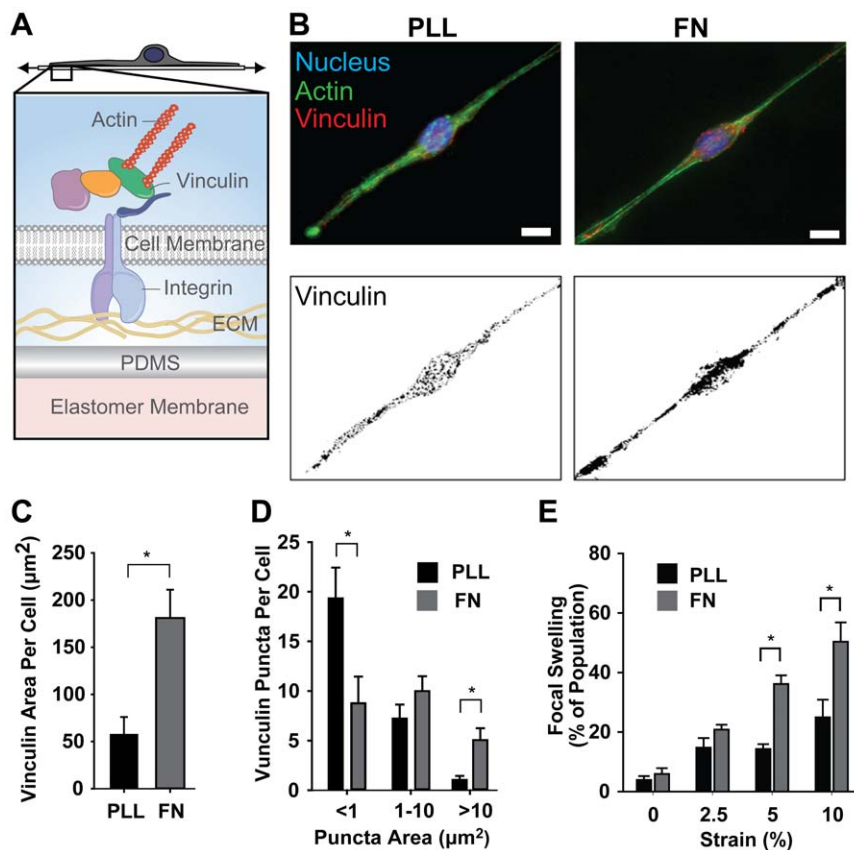 A
Actin
Vinculin
Cell Membrane
Integrin
ECM
PDMS
Elastomer Membrane
B
PLL
FN
Nucleus
Actin
Vinculin
Vinculin
C
Vinculin Area Per Cell (μm²)
250
200
150
100
50
0
*
PLL FN
D
Vunculin Puncta Per Cell
25
20
15
10
5
0
*
PLL
FN
*
<1 1-10 >10
Puncta Area (μm²)
E
Focal Swelling
(% of Population)
80
60
40
20
0
PLL
FN
*
*
0 2.5 5 10
Strain (%)